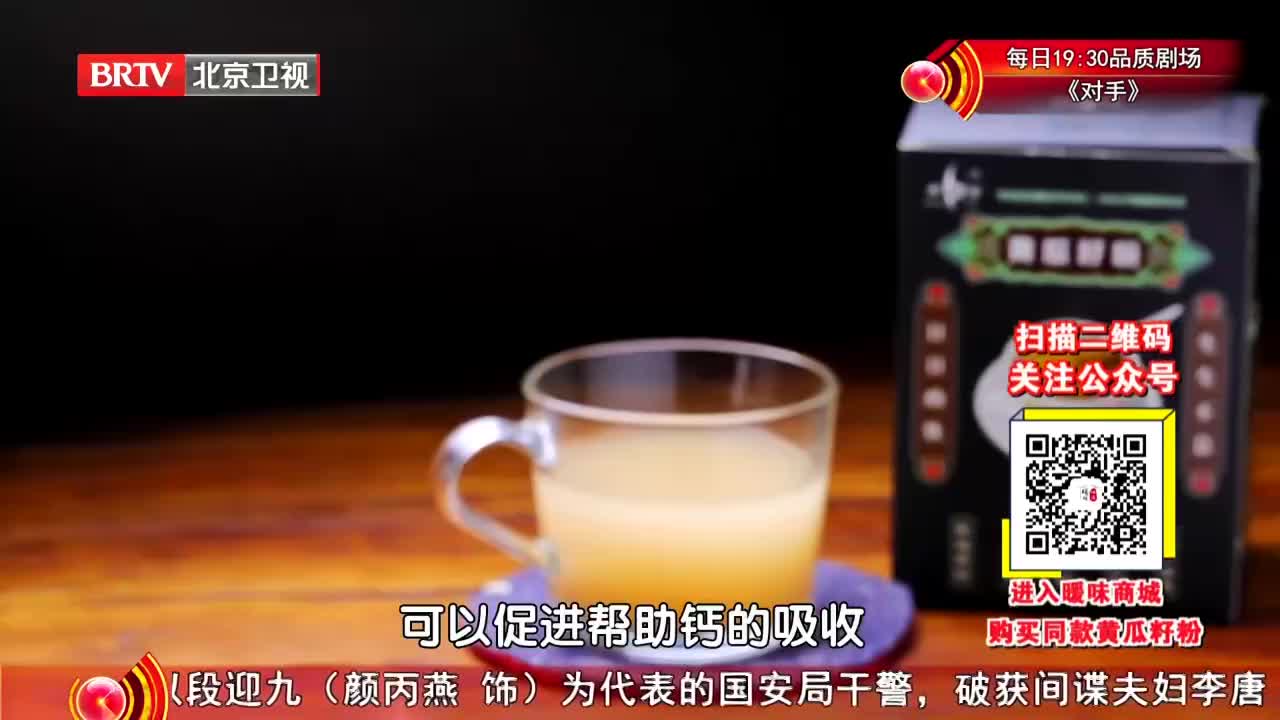 BRTV 北京卫视
每日19:30品质剧场
《对手》
扫描二维码
关注公众号
进入暖味商城
购买同款黄瓜籽粉
可以促进帮助钙的吸收
段迎九（颜丙燕 饰）为代表的国安局干警，破获间谍夫妇李唐